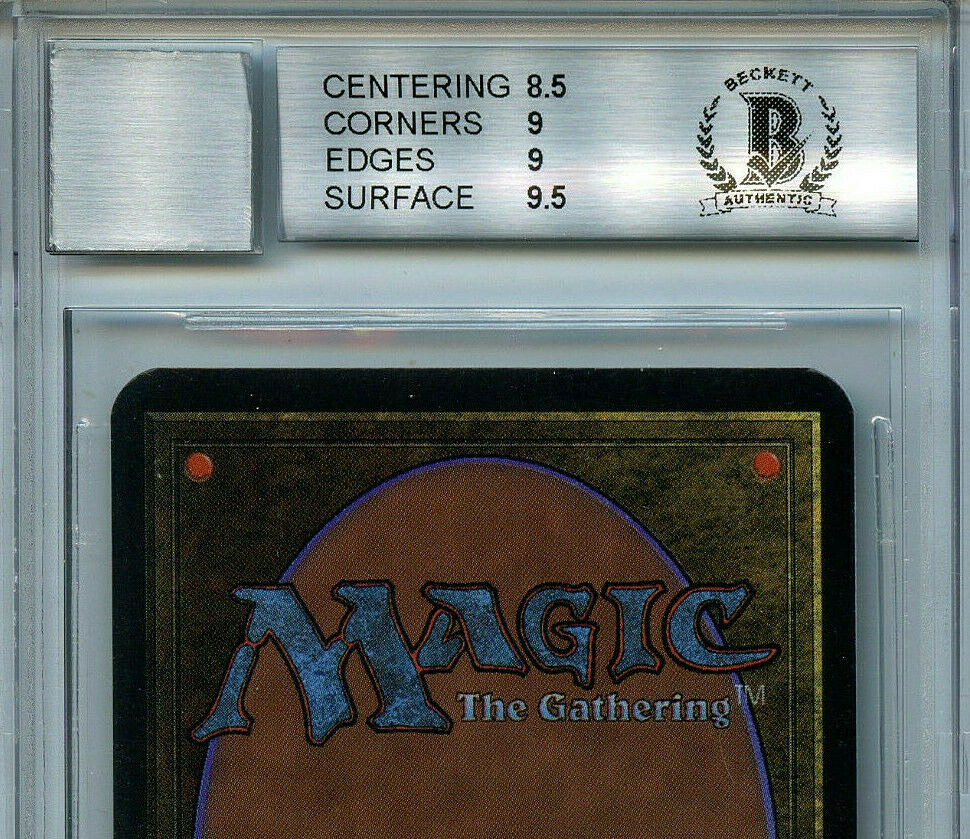 CENTERING 8.5
CORNERS 9
EDGES 9
SURFACE 9.5
BECKETT
B
AUTHENTIC
MAGIC
The Gathering™